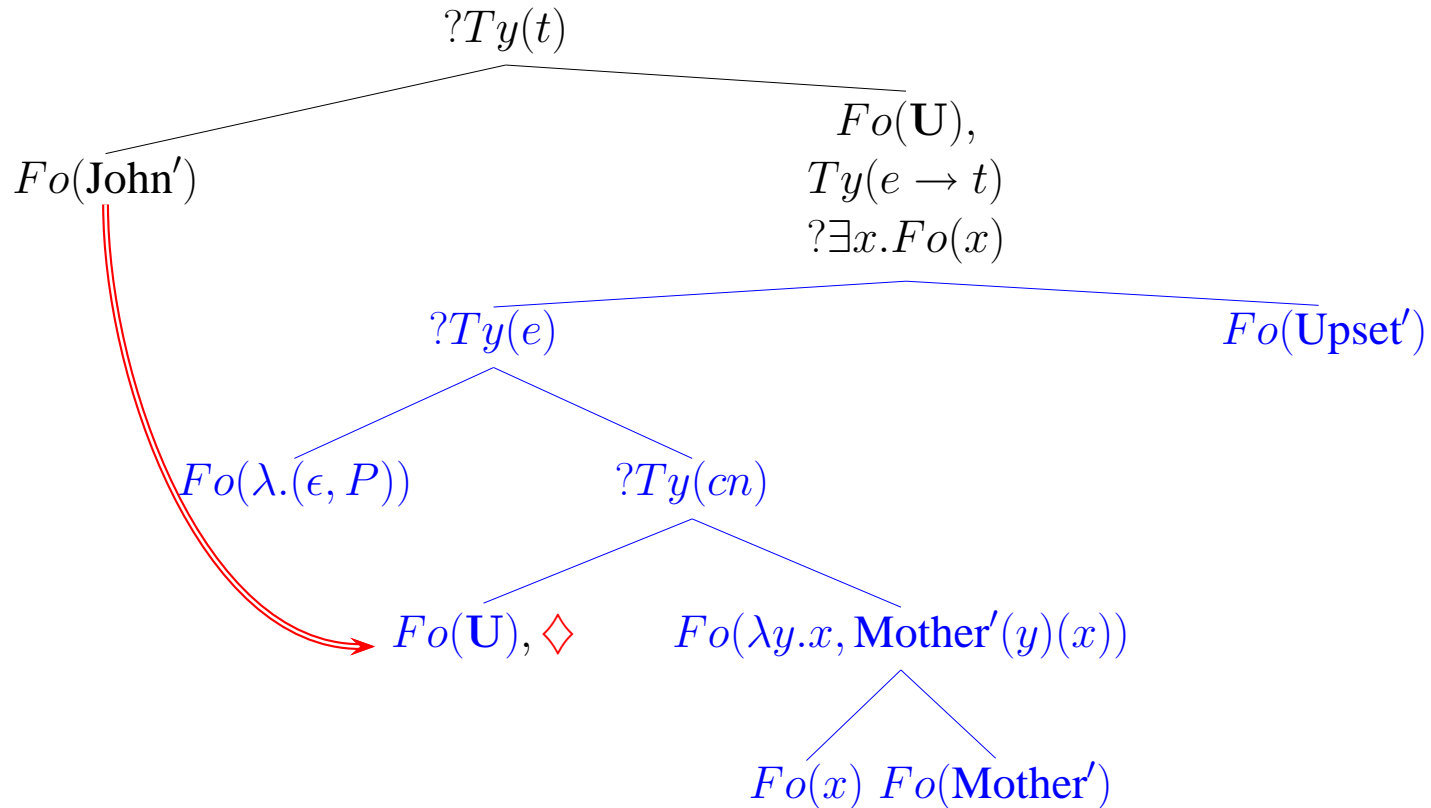 ?Ty(t)
Fo(U),
Fo(John′) Ty(e → t)
?∃x.Fo(x)
?Ty(e) Fo(Upset′)
Fo(λ.(ϵ, P)) ?Ty(cn)
Fo(U), ♢ Fo(λy.x, Mother′(y)(x))
Fo(x) Fo(Mother′)